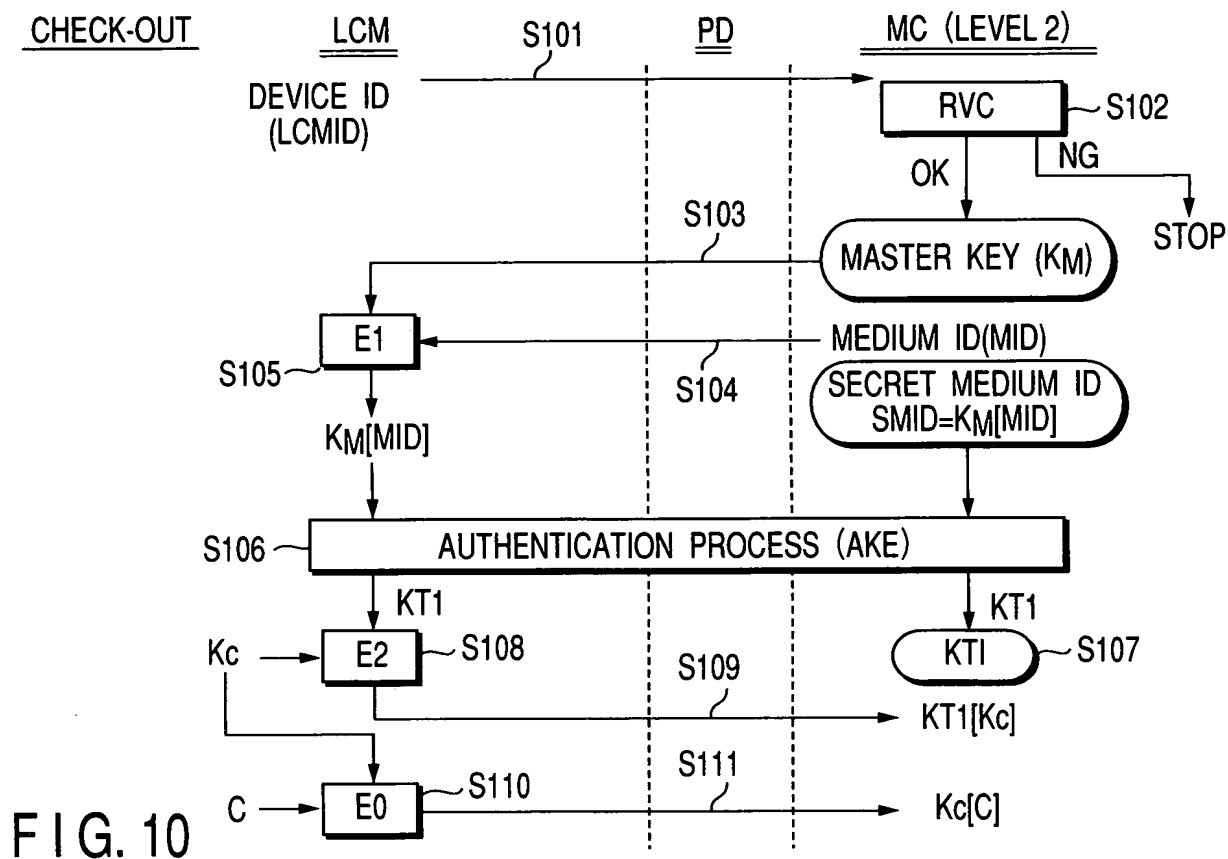 CHECK-OUT LCM S101 PD MC (LEVEL 2)
DEVICE ID
(LCMID)
RVC S102
OK NG
STOP
S103
MASTER KEY (KM)
E1
MEDIUM ID(MID)
S105
S104
SECRET MEDIUM ID
SMID=KM[MID]
KM[MID]
S106 AUTHENTICATION PROCESS (AKE)
KT1 KT1
Kc E2 S108 KTI S107
S109
KT1[Kc]
S111
C E0 S110 Kc[C]
FIG. 10